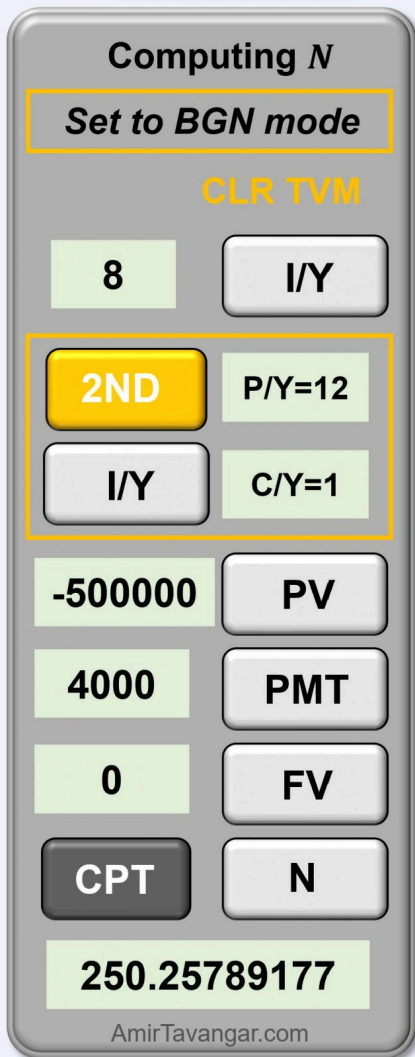 Computing N
Set to BGN mode
CLR TVM
8 I/Y
2ND P/Y=12
I/Y C/Y=1
-500000 PV
4000 PMT
0 FV
CPT N
250.25789177
AmirTavangar.com